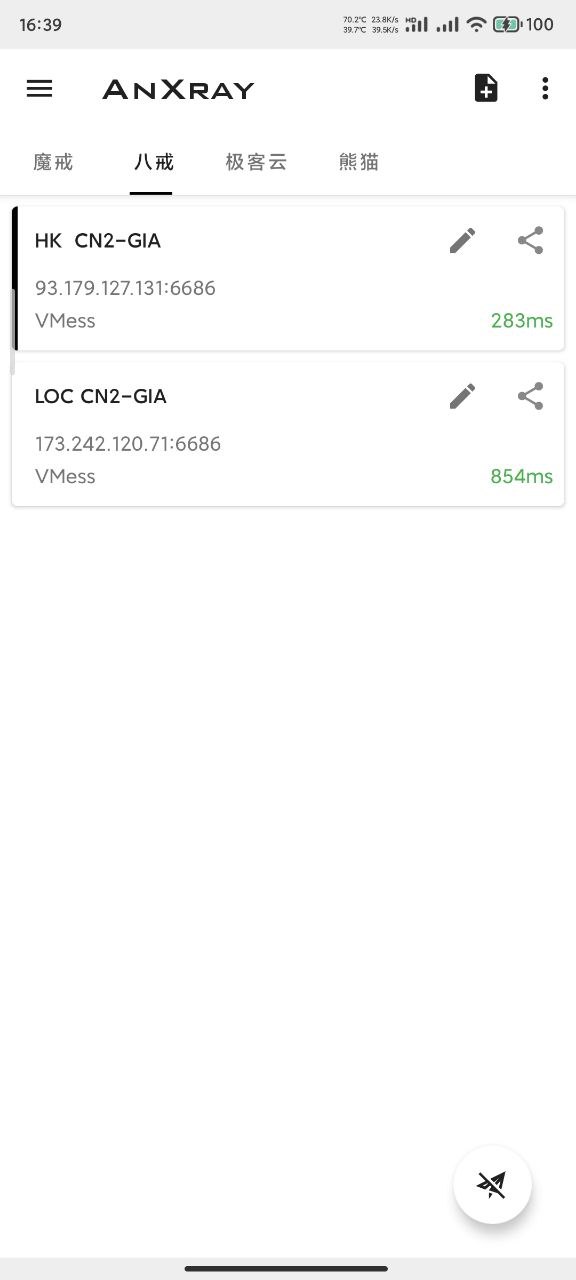 16:39
70.2℃ 23.8K/s
39.7℃ 39.5K/s
HD
100
ANXRAY
魔戒 八戒 极客云 熊猫
HK CN2-GIA
93.179.127.131:6686
VMess 283ms
LOC CN2-GIA
173.242.120.71:6686
VMess 854ms